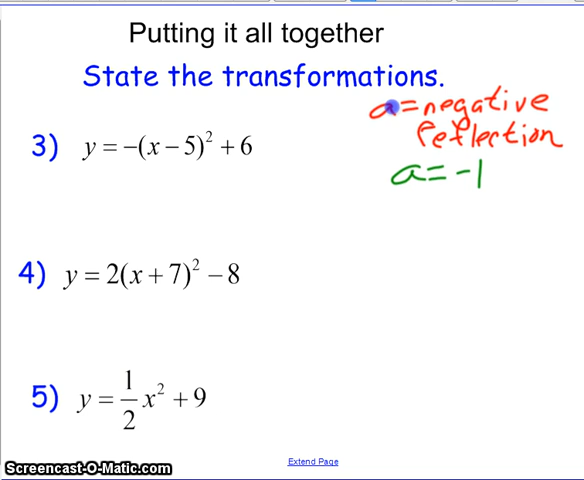 Putting it all together
State the transformations.
a = negative
Reflection
3) y = −(x − 5)² + 6
a = -1
4) y = 2(x + 7)² − 8
5) y = 1/2 x² + 9
Extend Page
Screencast-O-Matic.com